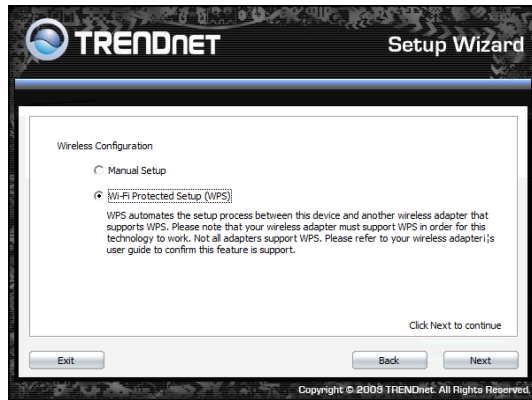 TRENDNET
Setup Wizard
Wireless Configuration
Manual Setup
Wi-Fi Protected Setup (WPS)
WPS automates the setup process between this device and another wireless adapter that
supports WPS. Please note that your wireless adapter must support WPS in order for this
technology to work. Not all adapters support WPS. Please refer to your wireless adapter¡¦s
user guide to confirm this feature is support.
Click Next to continue
Exit
Back
Next
Copyright © 2009 TRENDnet. All Rights Reserved.